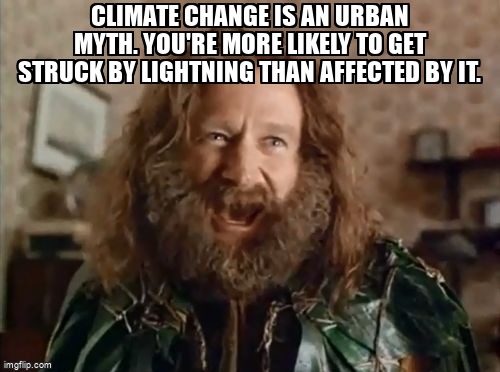 CLIMATE CHANGE IS AN URBAN
MYTH. YOU'RE MORE LIKELY TO GET
STRUCK BY LIGHTNING THAN AFFECTED BY IT.
imgflip.com